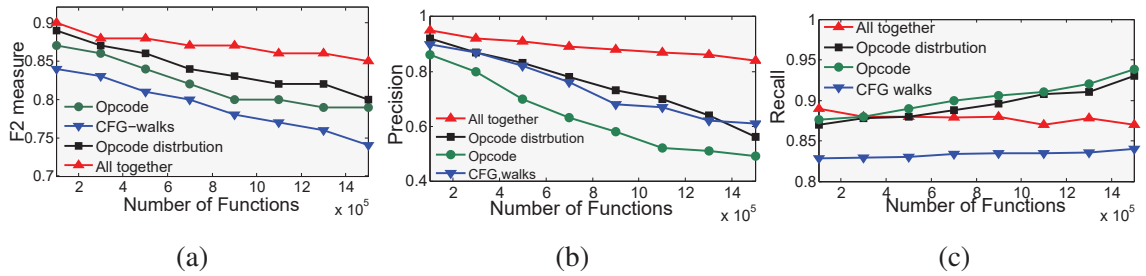 0.9
0.85
0.8
0.75
0.7
F2 measure
Opcode
CFG-walks
Opcode distrbution
All together
2 4 6 8 10 12 14
Number of Functions
x 10^5
(a)
1
0.8
0.6
0.4
Precision
All together
Opcode distrbution
Opcode
CFG,walks
2 4 6 8 10 12 14
Number of Functions
x 10^5
(b)
1
0.95
0.9
0.85
0.8
Recall
All together
Opcode distrbution
Opcode
CFG walks
2 4 6 8 10 12 14
Number of Functions
x 10^5
(c)